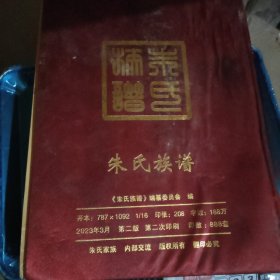 朱氏
族譜
朱氏族谱
《朱氏族谱》编纂委员会 编
开本：787×1092 1/16 印张：208 字数：168万
2023年3月 第二版 第二次印刷 印数：888套
朱氏家族 内部交流 版权所有 翻印必究